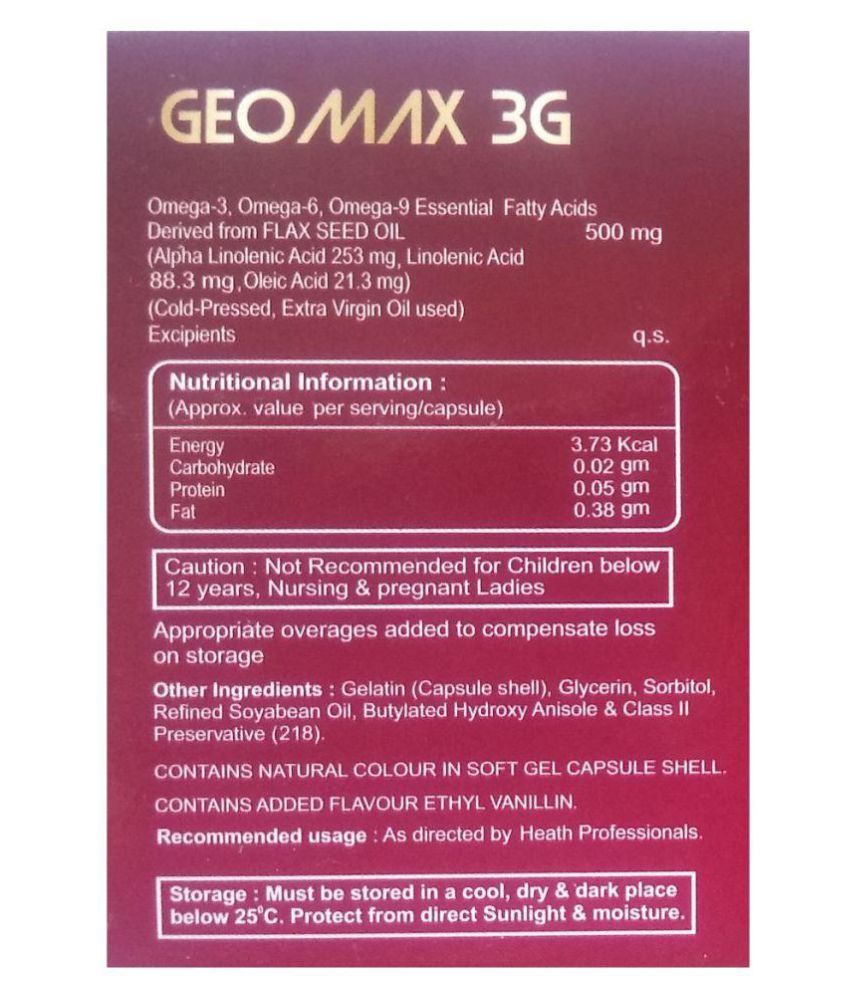 GEOMAX 3G
Omega-3, Omega-6, Omega-9 Essential Fatty Acids
Derived from FLAX SEED OIL 500 mg
(Alpha Linolenic Acid 253 mg, Linolenic Acid
88.3 mg, Oleic Acid 21.3 mg)
(Cold-Pressed, Extra Virgin Oil used)
Excipients q.s.
Nutritional Information :
(Approx. value per serving/capsule)
Energy 3.73 Kcal
Carbohydrate 0.02 gm
Protein 0.05 gm
Fat 0.38 gm
Caution : Not Recommended for Children below
12 years, Nursing & pregnant Ladies
Appropriate overages added to compensate loss
on storage
Other Ingredients : Gelatin (Capsule shell), Glycerin, Sorbitol,
Refined Soyabean Oil, Butylated Hydroxy Anisole & Class II
Preservative (218).
CONTAINS NATURAL COLOUR IN SOFT GEL CAPSULE SHELL.
CONTAINS ADDED FLAVOUR ETHYL VANILLIN.
Recommended usage : As directed by Heath Professionals.
Storage : Must be stored in a cool, dry & dark place
below 25°C. Protect from direct Sunlight & moisture.